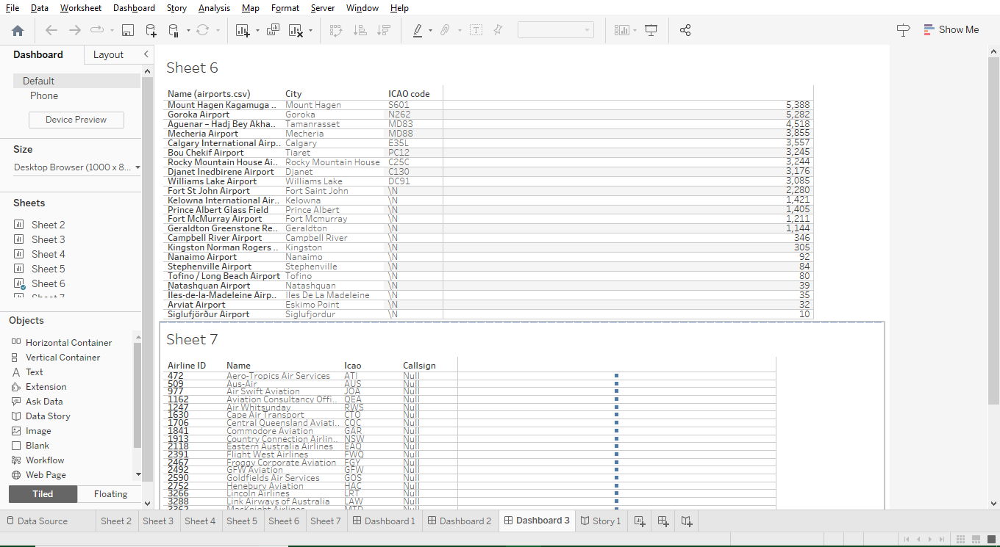 File Data Worksheet Dashboard Story Analysis Map Format Server Window Help
Show Me
Dashboard Layout
Default
Phone
Device Preview
Size
Desktop Browser (1000 x 8...
Sheets
Sheet 2
Sheet 3
Sheet 4
Sheet 5
Sheet 6
Sheet 7
Objects
Horizontal Container
Vertical Container
Text
Extension
Ask Data
Data Story
Image
Blank
Workflow
Web Page
Tiled Floating
Sheet 6
Name (airports.csv) City ICAO code
Mount Hagen Kagamuga .. Mount Hagen S601 5,388
Goroka Airport Goroka N262 5,282
Aguenar – Hadj Bey Akha.. Tamanrasset MD83 4,518
Mecheria Airport Mecheria MD88 3,855
Calgary International Airp.. Calgary E35L 3,557
Bou Chekif Airport Tiaret PC12 3,245
Rocky Mountain House Ai.. Rocky Mountain House C25C 3,244
Djanet Inedbirene Airport Djanet C130 3,176
Williams Lake Airport Williams Lake DC91 3,085
Fort St John Airport Fort Saint John \N 2,280
Kelowna International Air.. Kelowna \N 1,421
Prince Albert Glass Field Prince Albert \N 1,405
Fort McMurray Airport Fort Mcmurray \N 1,211
Geraldton Greenstone Re.. Geraldton \N 1,144
Campbell River Airport Campbell River \N 346
Kingston Norman Rogers .. Kingston \N 305
Nanaimo Airport Nanaimo \N 92
Stephenville Airport Stephenville \N 84
Tofino / Long Beach Airport Tofino \N 80
Natashquan Airport Natashquan \N 39
Iles-de-la-Madeleine Airp.. Iles De La Madeleine \N 35
Arviat Airport Eskimo Point \N 32
Siglufjörður Airport Siglufjordur \N 10
Sheet 7
Airline ID Name Icao Callsign
472 Aero-Tropics Air Services ATI Null
509 Aus-Air AUS Null
977 Air Swift Aviation JOA Null
1162 Aviation Consultancy Offi.. QEA Null
1247 Air Whitsunday RWS Null
1630 Cape Air Transport CTO Null
1706 Central Queensland Aviati.. COC Null
1841 Commodore Aviation GAR Null
1913 Country Connection Airlin.. NSW Null
2118 Eastern Australia Airlines EAQ Null
2391 Flight West Airlines FWQ Null
2467 Froggy Corporate Aviation FGY Null
2492 GFW Aviation GFW Null
2590 Goldfields Air Services GOS Null
2752 Henebury Aviation HAC Null
3266 Lincoln Airlines LRT Null
3288 Link Airways of Australia LAW Null
3362 MacKnight Airlines MTD Null
Data Source Sheet 2 Sheet 3 Sheet 4 Sheet 5 Sheet 6 Sheet 7 Dashboard 1 Dashboard 2 Dashboard 3 Story 1